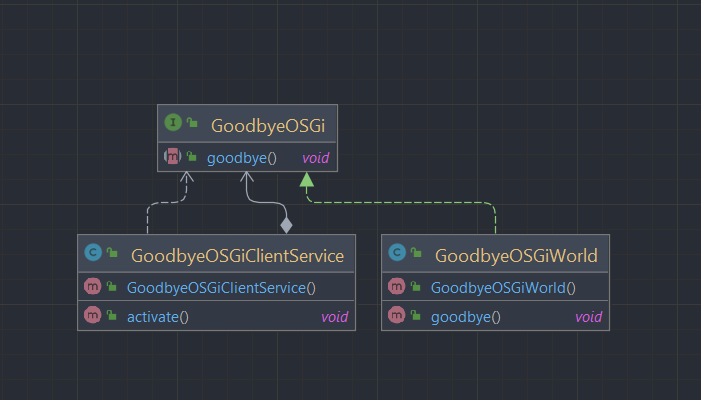 I GoodbyeOSGi
m goodbye() void
C GoodbyeOSGiClientService
m GoodbyeOSGiClientService()
m activate() void
C GoodbyeOSGiWorld
m GoodbyeOSGiWorld()
m goodbye() void